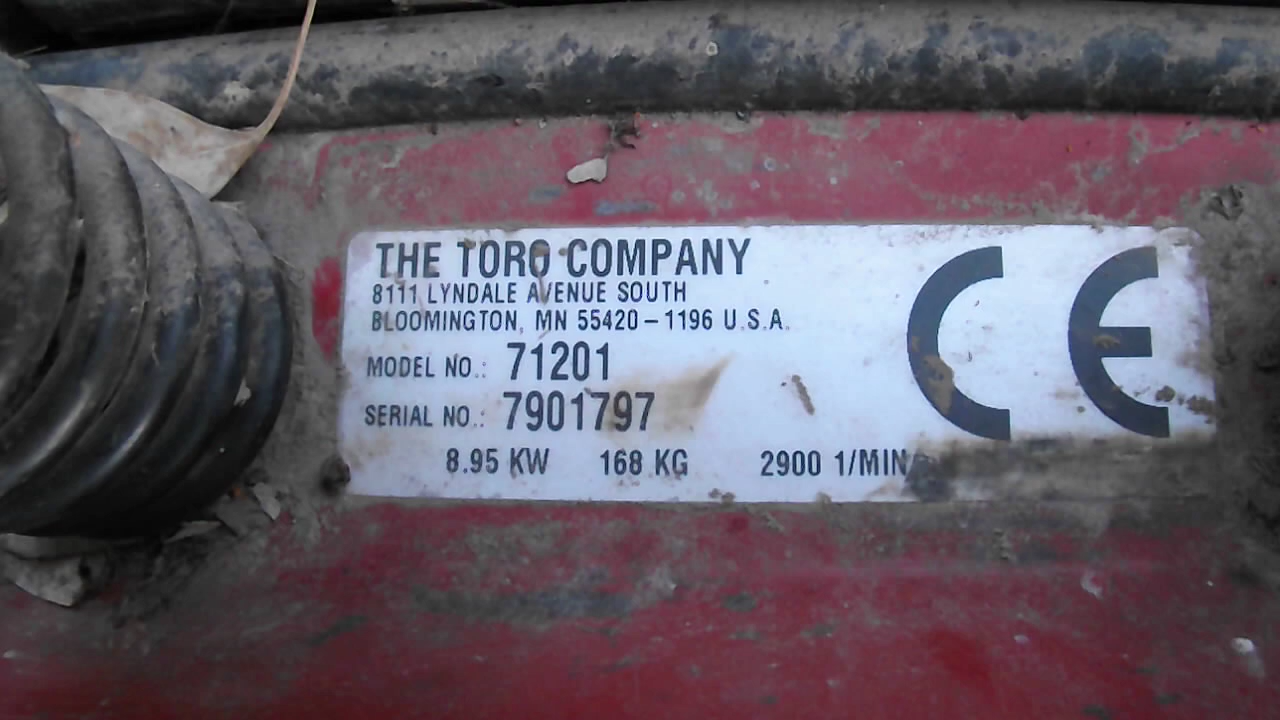 THE TORO COMPANY
8111 LYNDALE AVENUE SOUTH
BLOOMINGTON, MN 55420-1196 U.S.A.
MODEL NO.: 71201
SERIAL NO.: 7901797
8.95 KW 168 KG 2900 1/MIN
CE